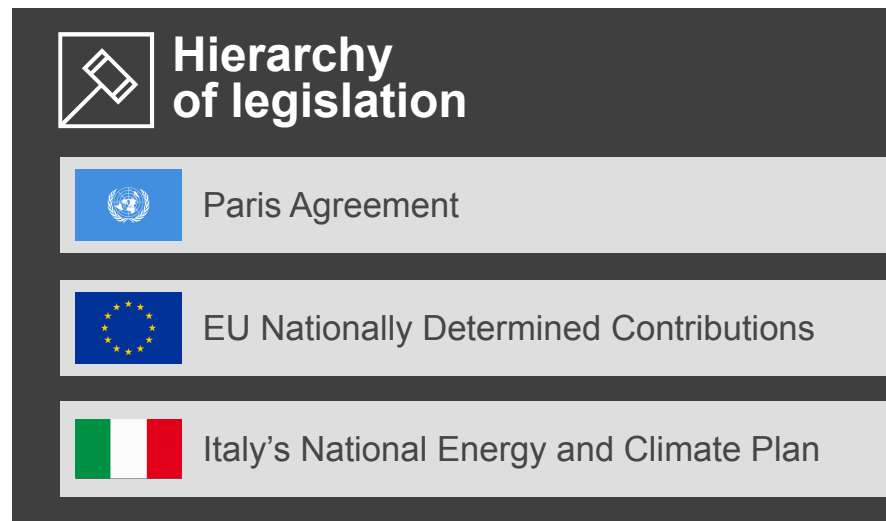 Hierarchy
of legislation
Paris Agreement
EU Nationally Determined Contributions
Italy’s National Energy and Climate Plan